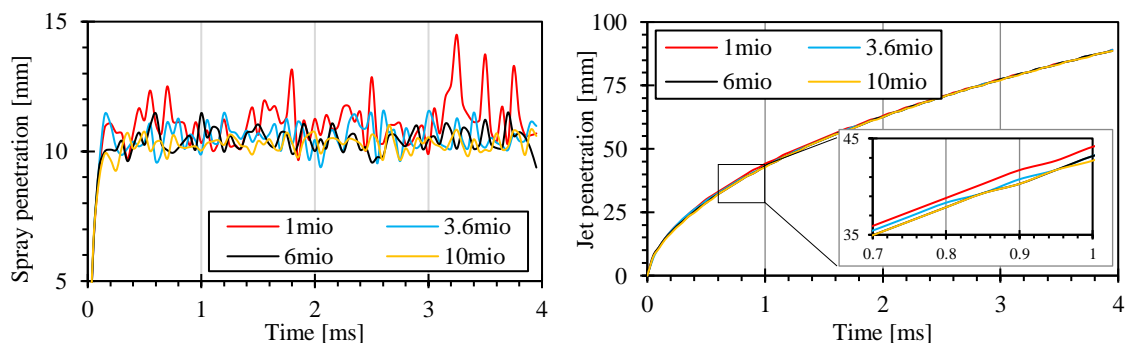 Spray penetration [mm]
15
10
5
1mio 3.6mio
6mio 10mio
0 1 2 3 4
Time [ms]
Jet penetration [mm]
100
75
50
25
0
1mio 3.6mio
6mio 10mio
45
35
0.7 0.8 0.9 1
0 1 2 3 4
Time [ms]